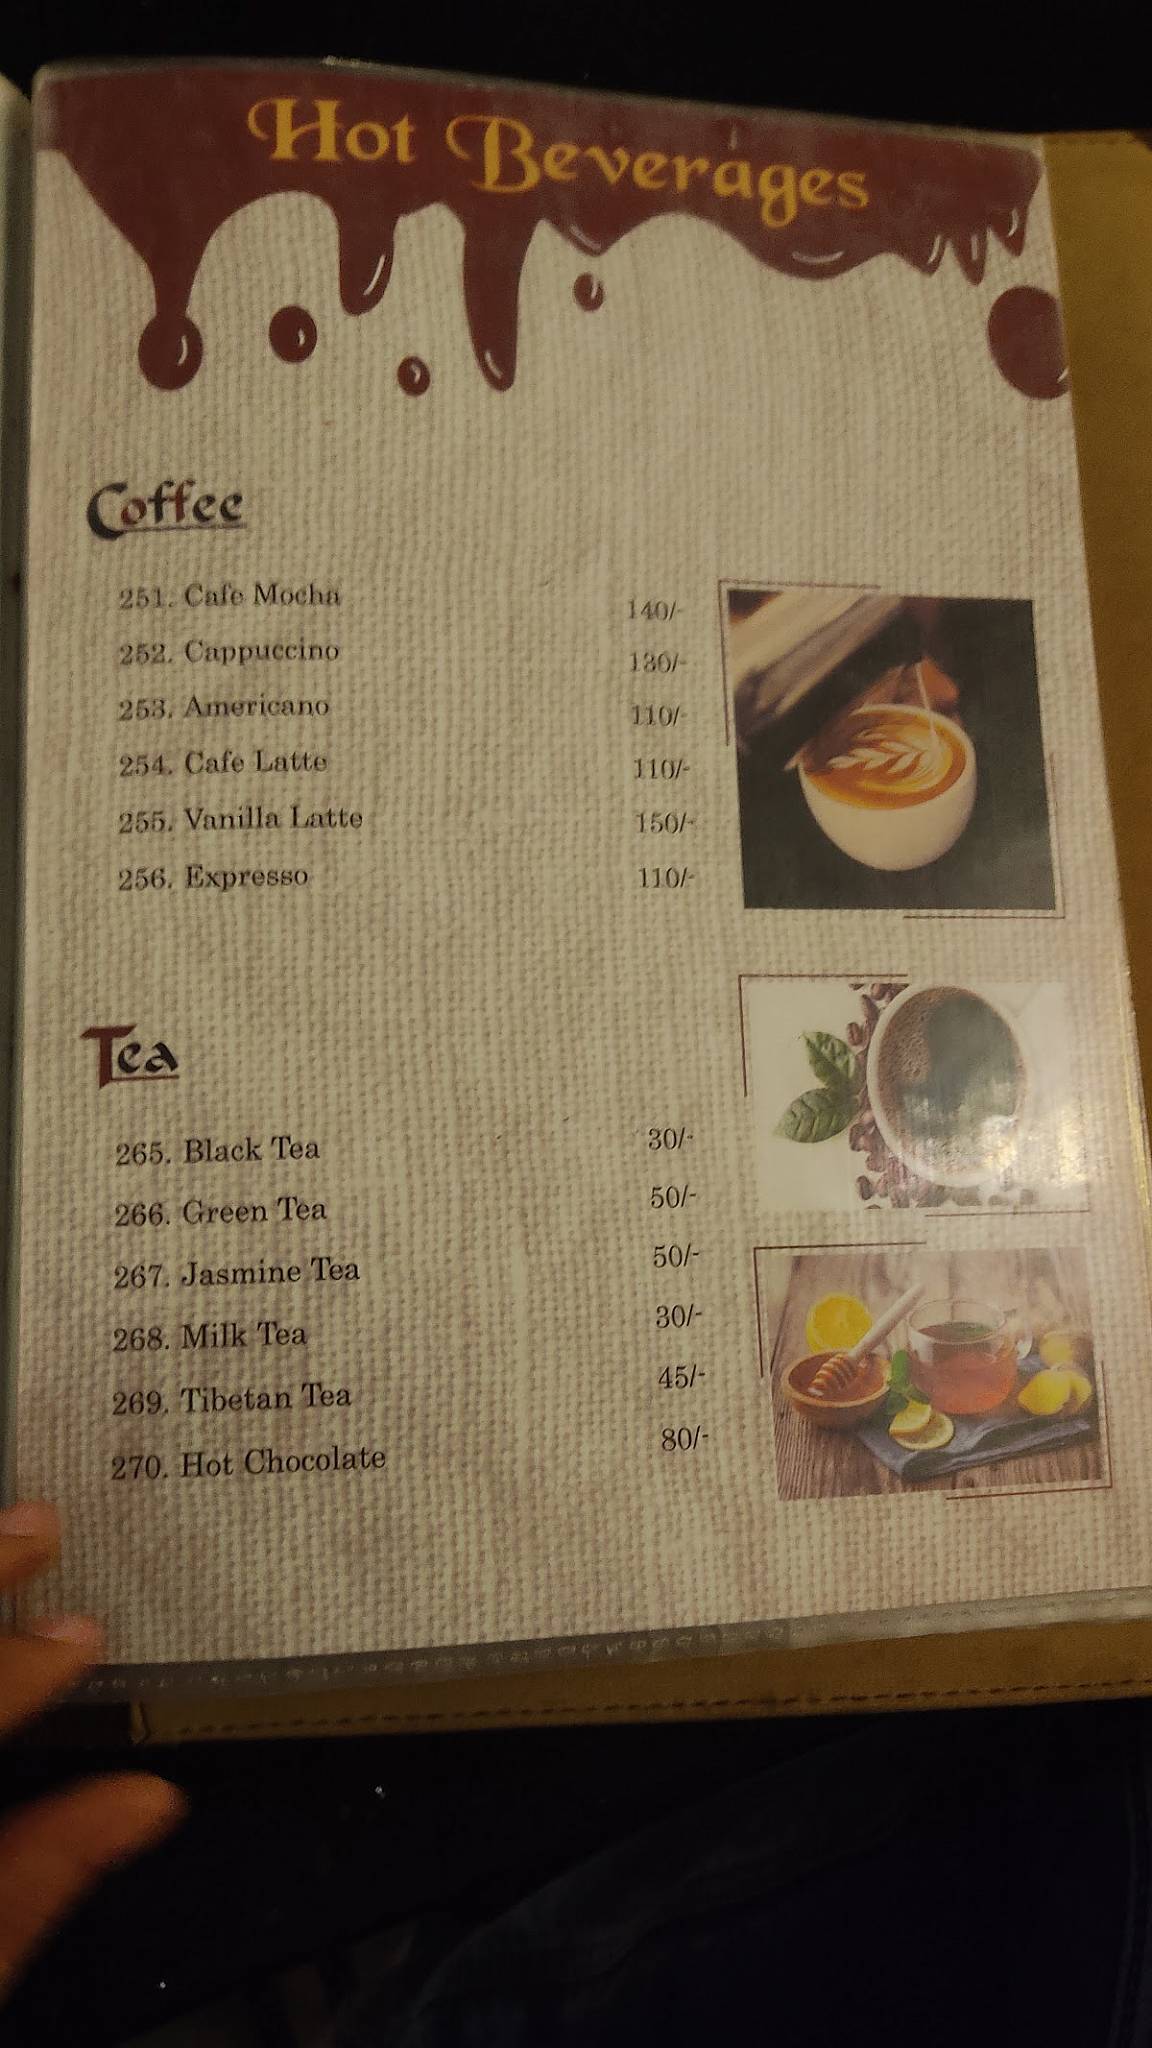 Hot Beverages
Coffee
251. Cafe Mocha 140/-
252. Cappuccino 130/-
253. Americano 110/-
254. Cafe Latte 110/-
255. Vanilla Latte 150/-
256. Expresso 110/-
Tea
265. Black Tea 30/-
266. Green Tea 50/-
267. Jasmine Tea 50/-
268. Milk Tea 30/-
269. Tibetan Tea 45/-
270. Hot Chocolate 80/-